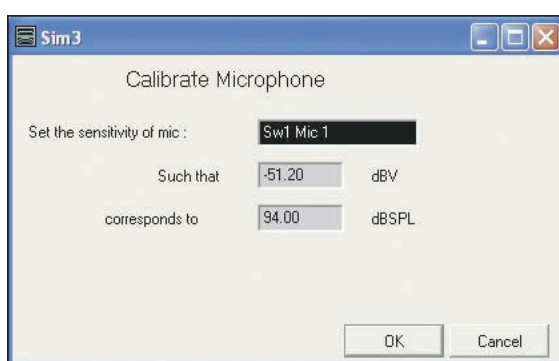 Sim3
Calibrate Microphone
Set the sensitivity of mic : Sw1 Mic 1
Such that -51.20 dBV
corresponds to 94.00 dBSPL
OK Cancel